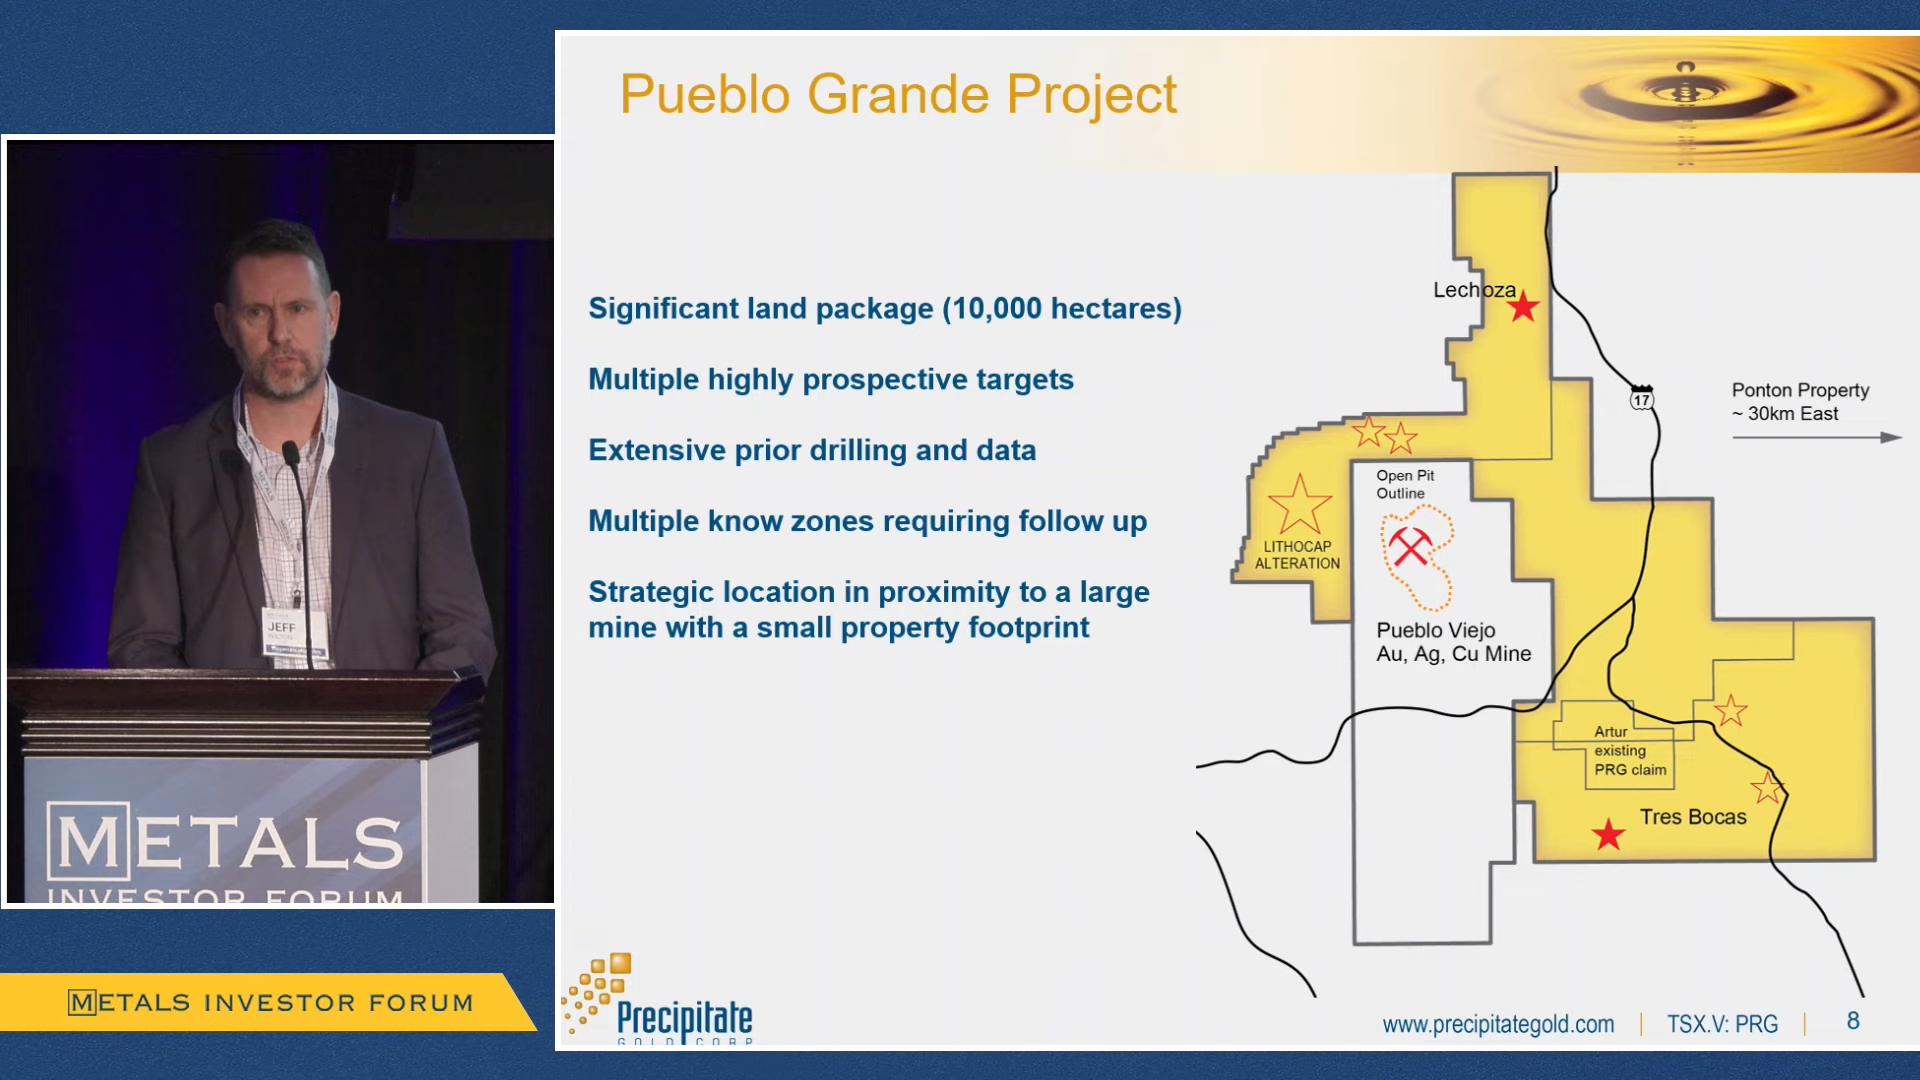 Pueblo Grande Project
Significant land package (10,000 hectares)
Multiple highly prospective targets
Extensive prior drilling and data
Multiple know zones requiring follow up
Strategic location in proximity to a large
mine with a small property footprint
Lechoza
17
Ponton Property
~ 30km East
Open Pit
Outline
LITHOCAP
ALTERATION
Pueblo Viejo
Au, Ag, Cu Mine
Artur
existing
PRG claim
Tres Bocas
JEFF
METALS
INVESTOR FORUM
METALS INVESTOR FORUM
Precipitate
GOLD CORP
www.precipitategold.com | TSX.V: PRG | 8